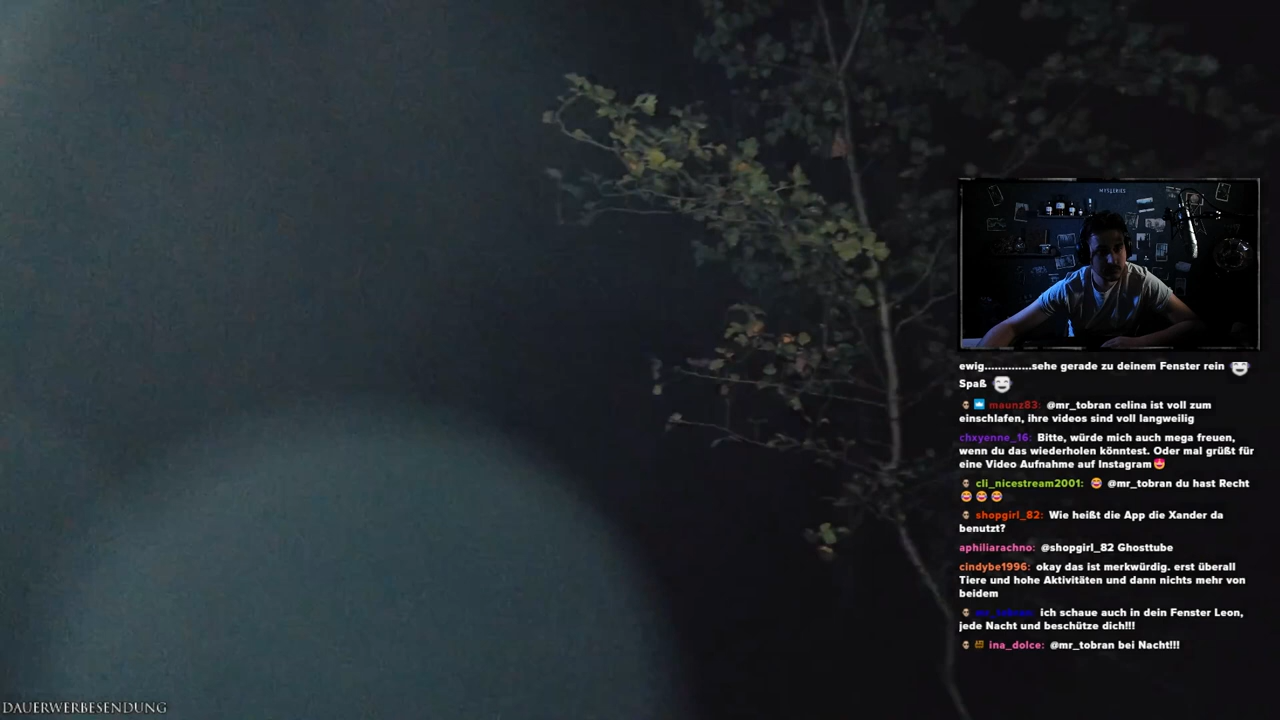 MYSTERIES
ewig..............sehe gerade zu deinem Fenster rein
Spaß
maunz83: @mr_tobran celina ist voll zum
einschlafen, ihre videos sind voll langweilig
chxyenne_16: Bitte, würde mich auch mega freuen,
wenn du das wiederholen könntest. Oder mal grüßt für
eine Video Aufnahme auf Instagram
cli_nicestream2001: @mr_tobran du hast Recht
shopgirl_82: Wie heißt die App die Xander da
benutzt?
aphiliarachno: @shopgirl_82 Ghosttube
cindybe1996: okay das ist merkwürdig. erst überall
Tiere und hohe Aktivitäten und dann nichts mehr von
beidem
mr_tobran: ich schaue auch in dein Fenster Leon,
jede Nacht und beschütze dich!!!
ina_dolce: @mr_tobran bei Nacht!!!
DAUERWERBESENDUNG